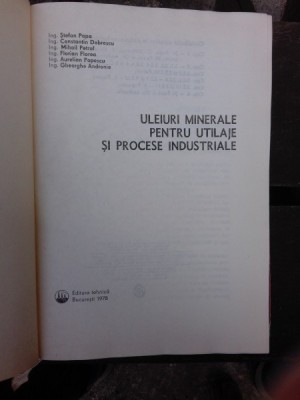 Ing. Ștefan Popa
Ing. Constantin Dobrescu
Ing. Mihail Petrof
Ing. Florian Florea
Ing. Aurelian Popescu
Ing. Gheorghe Andronic
ULEIURI MINERALE
PENTRU UTILAJE
ȘI PROCESE INDUSTRIALE
Editura tehnică
București 1978